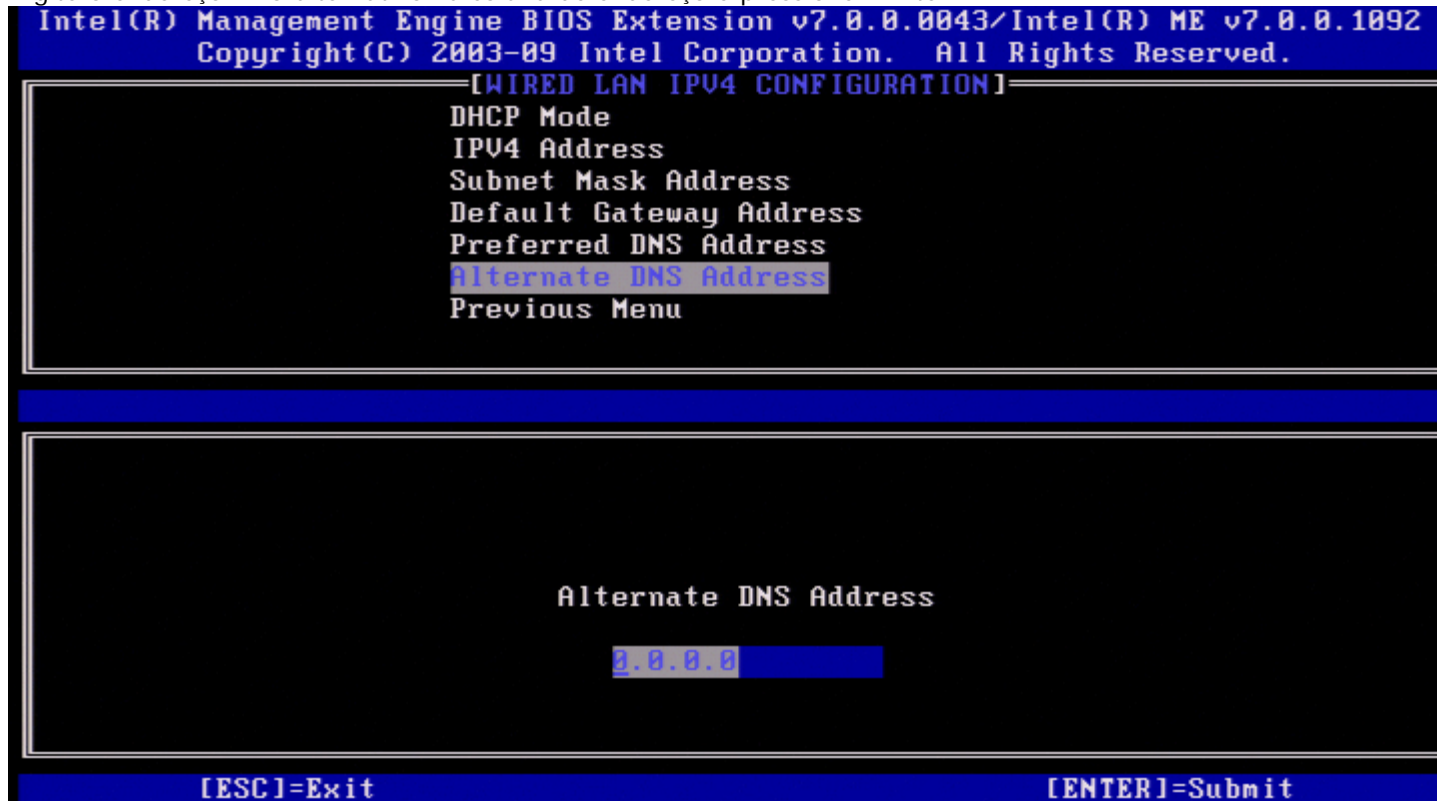 Intel(R) Management Engine BIOS Extension v7.0.0.0043/Intel(R) ME v7.0.0.1092
Copyright(C) 2003-09 Intel Corporation. All Rights Reserved.
[WIRED LAN IPV4 CONFIGURATION]
DHCP Mode
IPV4 Address
Subnet Mask Address
Default Gateway Address
Preferred DNS Address
Alternate DNS Address
Previous Menu
Alternate DNS Address
0.0.0.0
[ESC]=Exit [ENTER]=Submit